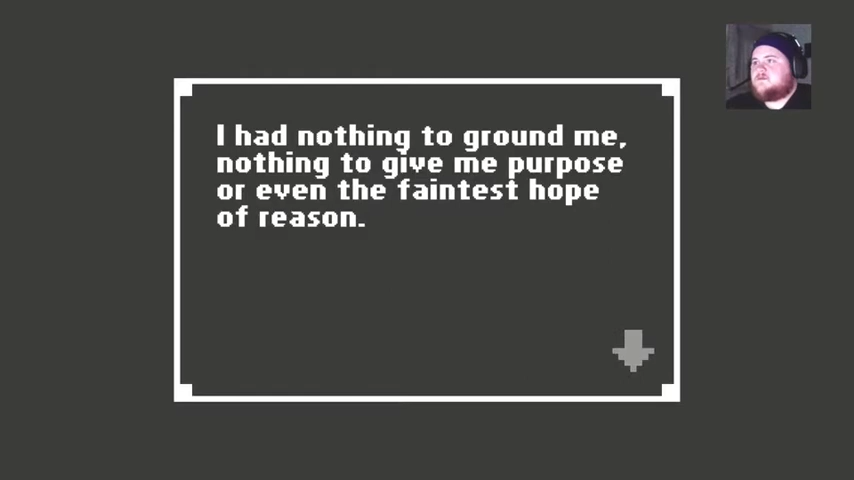 I had nothing to ground me,
nothing to give me purpose
or even the faintest hope
of reason.